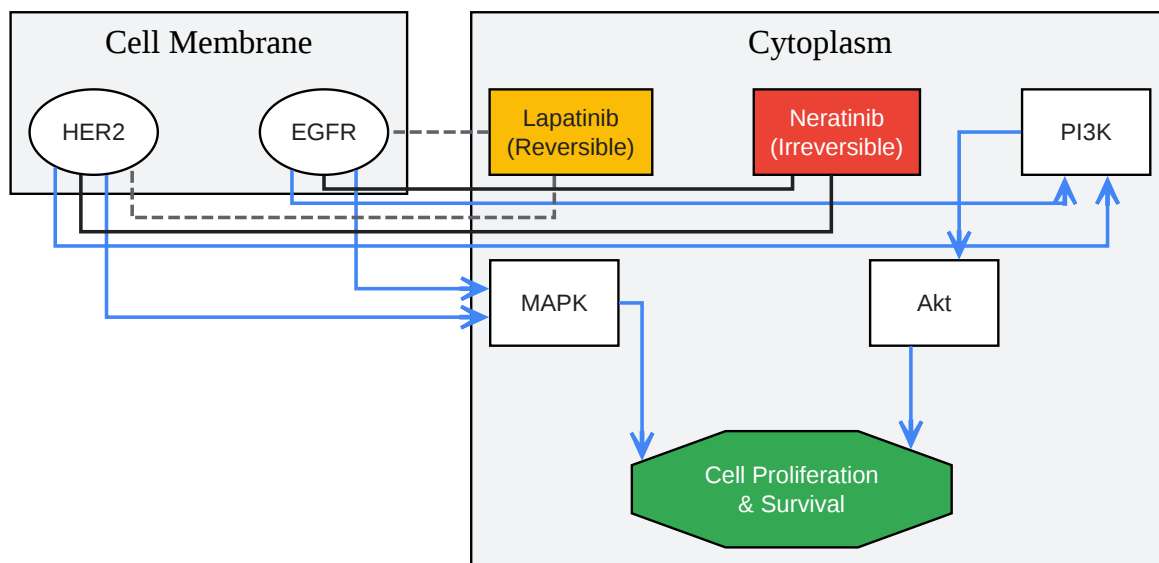 Cell Membrane
Cytoplasm
HER2
EGFR
Lapatinib
(Reversible)
Neratinib
(Irreversible)
PI3K
MAPK
Akt
Cell Proliferation
& Survival